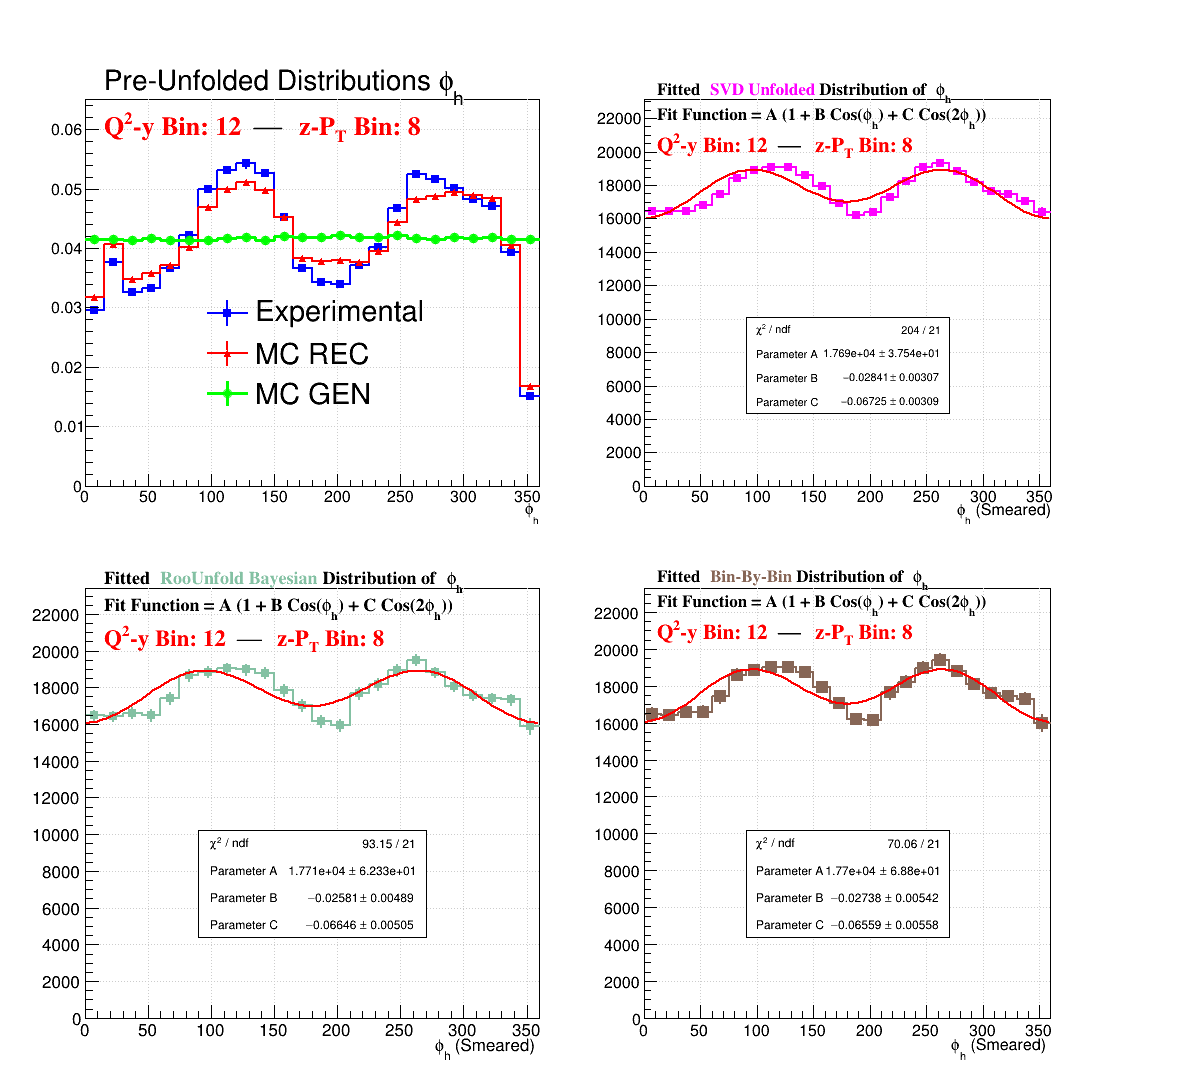 Pre-Unfolded Distributions ϕh
Q²-y Bin: 12 — z-PT Bin: 8
0.06
0.05
0.04
0.03
0.02
0.01
0
Experimental
MC REC
MC GEN
0 50 100 150 200 250 300 350
ϕh
Fitted SVD Unfolded Distribution of ϕh
Fit Function = A (1 + B Cos(ϕh) + C Cos(2ϕh))
Q²-y Bin: 12 — z-PT Bin: 8
22000
20000
18000
16000
14000
12000
10000
8000
6000
4000
2000
0
χ² / ndf 204 / 21
Parameter A 1.769e+04 ± 3.754e+01
Parameter B −0.02841 ± 0.00307
Parameter C −0.06725 ± 0.00309
0 50 100 150 200 250 300 350
ϕh (Smeared)
Fitted RooUnfold Bayesian Distribution of ϕh
Fit Function = A (1 + B Cos(ϕh) + C Cos(2ϕh))
Q²-y Bin: 12 — z-PT Bin: 8
22000
20000
18000
16000
14000
12000
10000
8000
6000
4000
2000
0
χ² / ndf 93.15 / 21
Parameter A 1.771e+04 ± 6.233e+01
Parameter B −0.02581 ± 0.00489
Parameter C −0.06646 ± 0.00505
0 50 100 150 200 250 300 350
ϕh (Smeared)
Fitted Bin-By-Bin Distribution of ϕh
Fit Function = A (1 + B Cos(ϕh) + C Cos(2ϕh))
Q²-y Bin: 12 — z-PT Bin: 8
22000
20000
18000
16000
14000
12000
10000
8000
6000
4000
2000
0
χ² / ndf 70.06 / 21
Parameter A 1.77e+04 ± 6.88e+01
Parameter B −0.02738 ± 0.00542
Parameter C −0.06559 ± 0.00558
0 50 100 150 200 250 300 350
ϕh (Smeared)